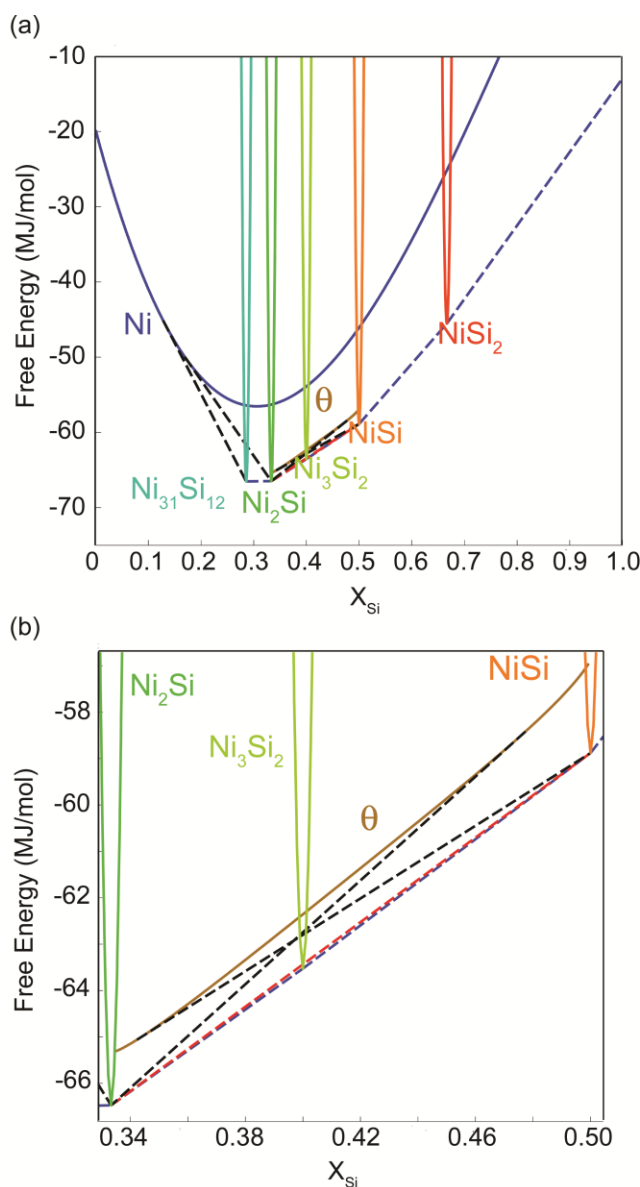 (a)
-10
-20
-30
-40
-50
-60
-70
Free Energy (MJ/mol)
Ni
θ
NiSi₂
NiSi
Ni₃Si₂
Ni₃₁Si₁₂
Ni₂Si
0 0.1 0.2 0.3 0.4 0.5 0.6 0.7 0.8 0.9 1.0
X_Si
(b)
-58
-60
-62
-64
-66
Free Energy (MJ/mol)
Ni₂Si
NiSi
Ni₃Si₂
θ
0.34 0.38 0.42 0.46 0.50
X_Si